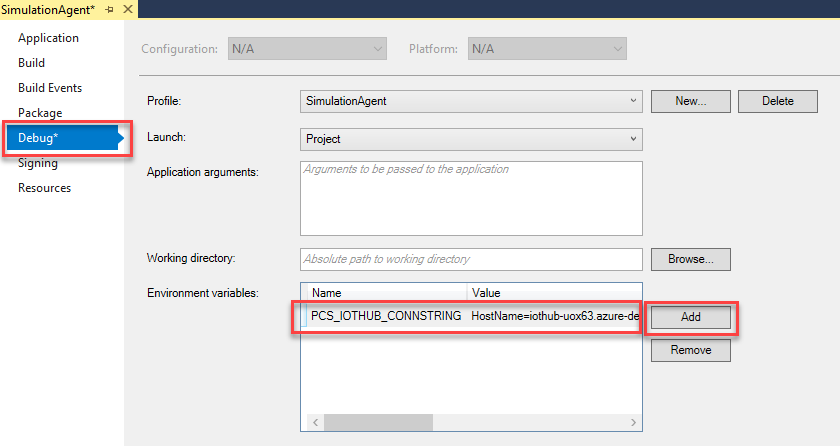 SimulationAgent*
Application
Build
Build Events
Package
Debug*
Signing
Resources
Configuration: N/A Platform: N/A
Profile: SimulationAgent New... Delete
Launch: Project
Application arguments: Arguments to be passed to the application
Working directory: Absolute path to working directory Browse...
Environment variables: Name Value
PCS_IOTHUB_CONNSTRING HostName=iothub-uox63.azure-de Add
Remove